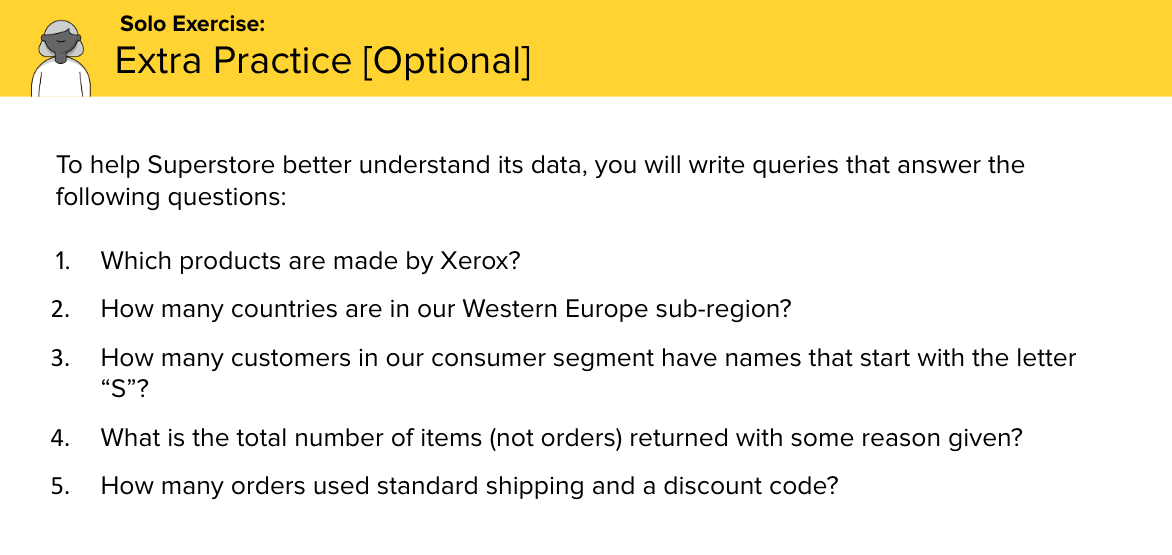 Solo Exercise:
Extra Practice [Optional]
To help Superstore better understand its data, you will write queries that answer the
following questions:
1. Which products are made by Xerox?
2. How many countries are in our Western Europe sub-region?
3. How many customers in our consumer segment have names that start with the letter
“S”?
4. What is the total number of items (not orders) returned with some reason given?
5. How many orders used standard shipping and a discount code?